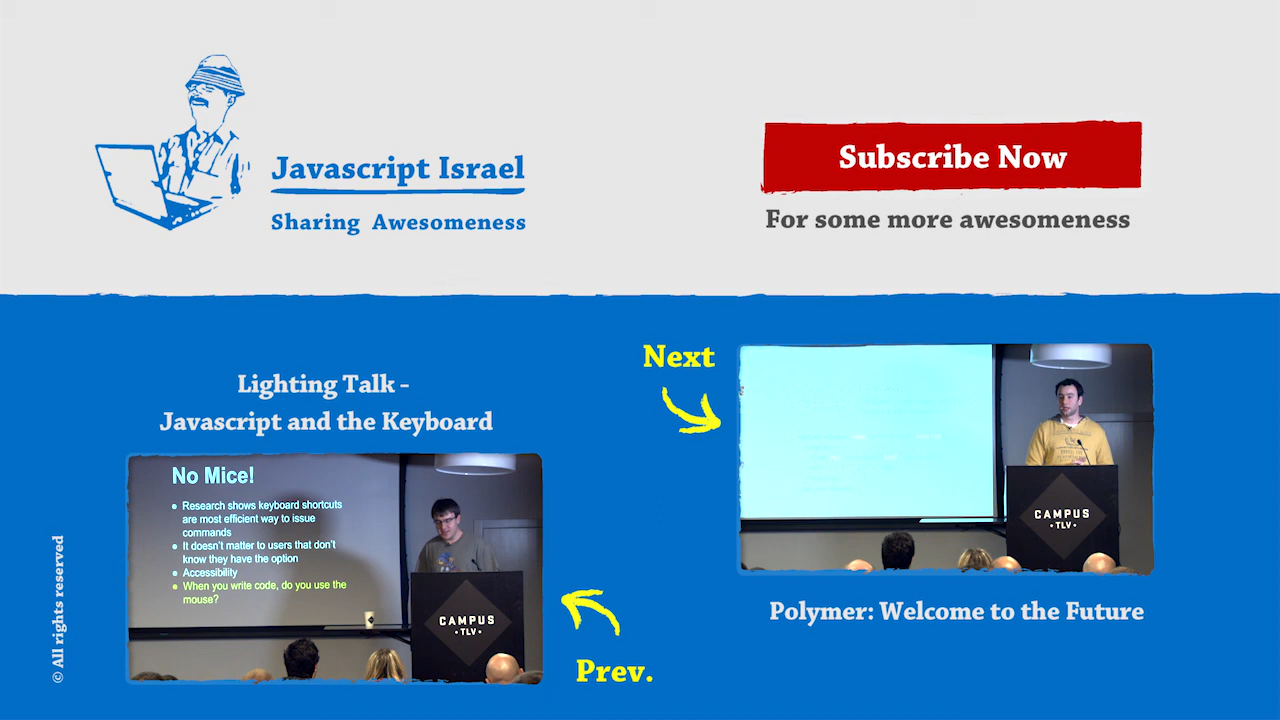 Javascript Israel
Sharing Awesomeness
Subscribe Now
For some more awesomeness
Lighting Talk -
Javascript and the Keyboard
No Mice!
• Research shows keyboard shortcuts
are most efficient way to issue
commands
• It doesn't matter to users that don't
know they have the option
• Accessibility
• When you write code, do you use the
mouse?
CAMPUS
• TLV •
Prev.
Next
CAMPUS
• TLV •
Polymer: Welcome to the Future
© All rights reserved